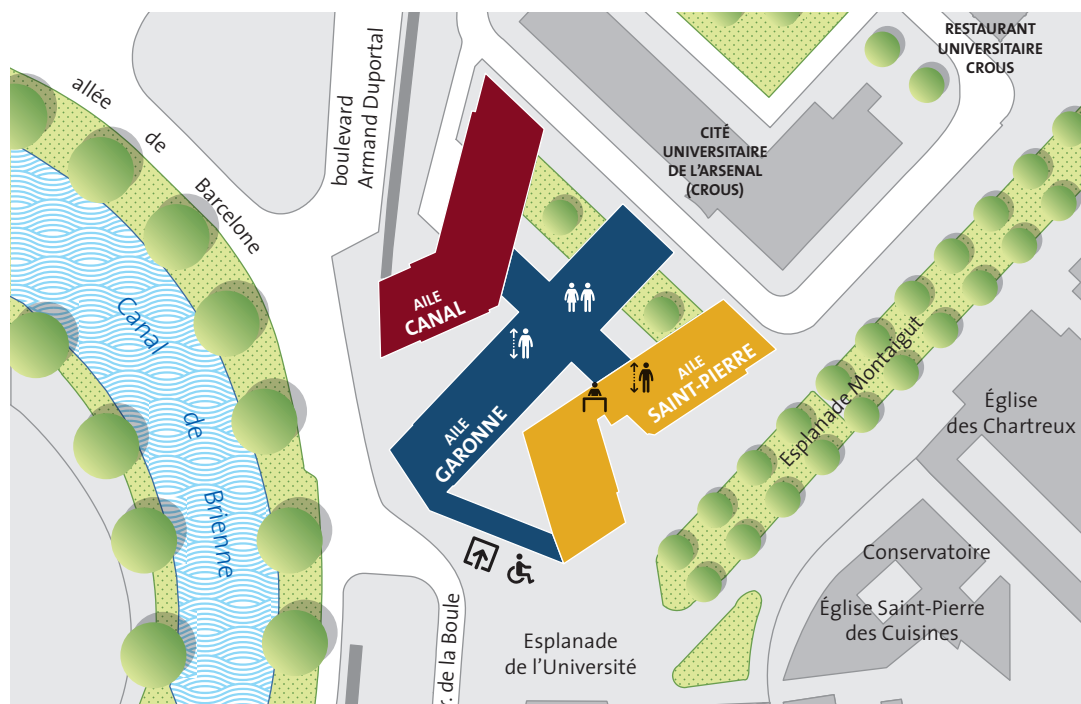 RESTAURANT
UNIVERSITAIRE
CROUS
allée
de
Barcelone
boulevard
Armand Duportal
CITÉ
UNIVERSITAIRE
DE L’ARSENAL
(CROUS)
AILE
CANAL
AILE
GARONNE
AILE
SAINT-PIERRE
Canal
de
Brienne
Esplanade Montaigut
Église
des Chartreux
Conservatoire
Église Saint-Pierre
des Cuisines
Esplanade
de l’Université
r. de la Boule